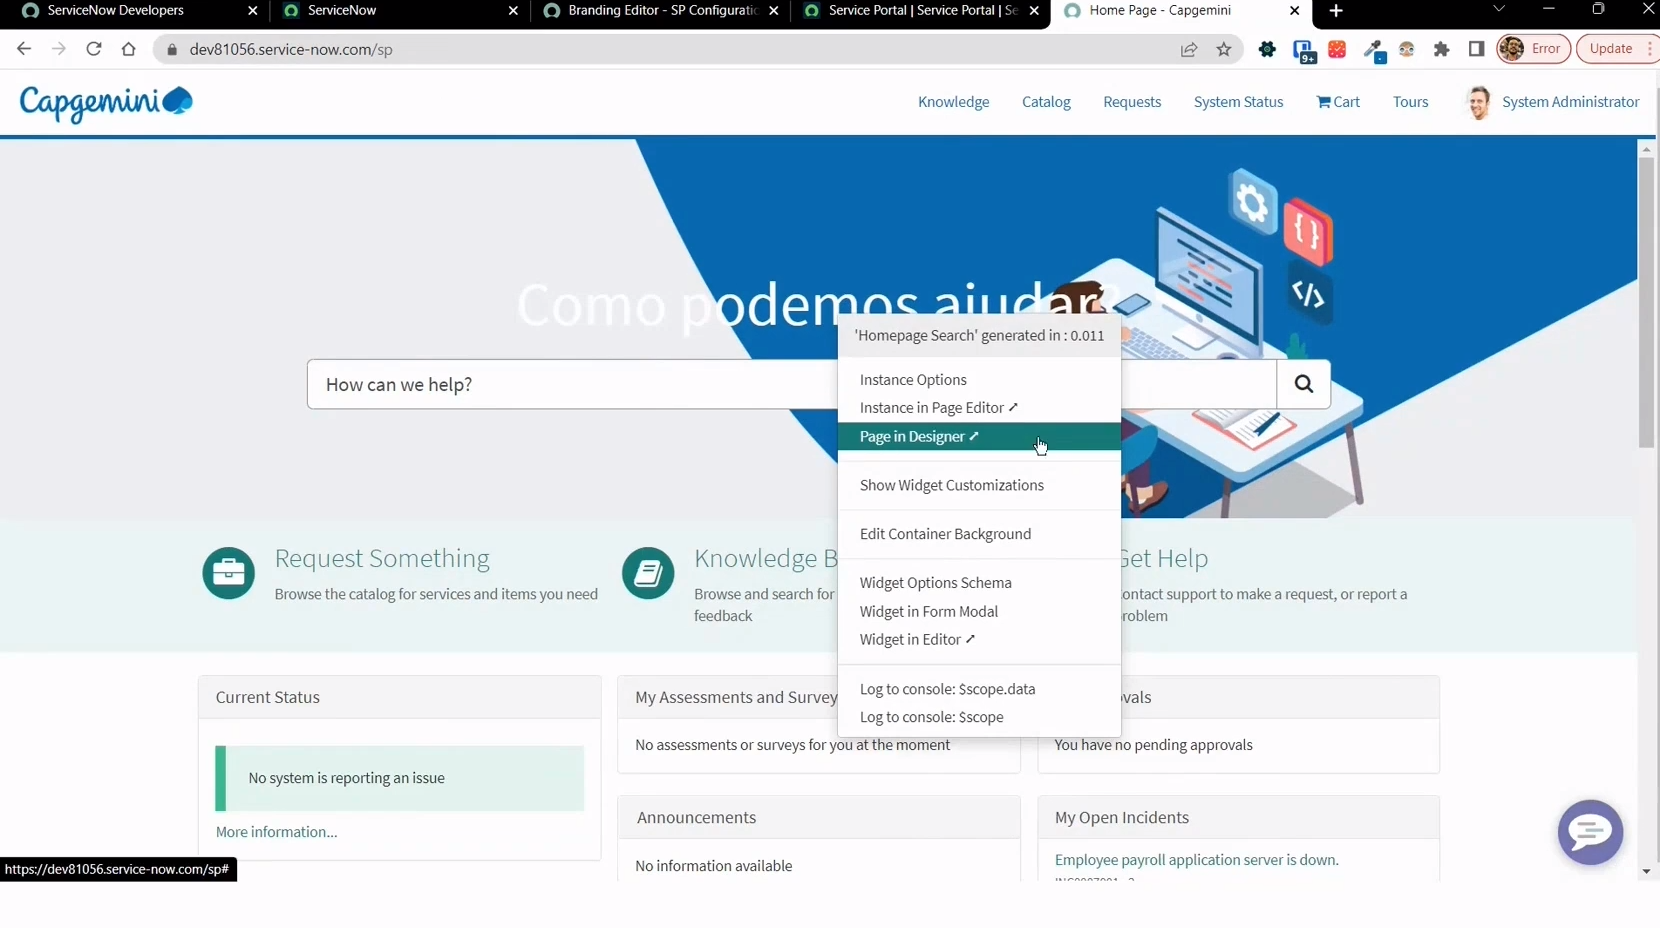 ServiceNow Developers
ServiceNow
Branding Editor - SP Configuratio
Service Portal | Service Portal | Se
Home Page - Capgemini
dev81056.service-now.com/sp
9+
Error
Update
Capgemini
Knowledge
Catalog
Requests
System Status
Cart
Tours
System Administrator
Como podemos ajudar?
How can we help?
'Homepage Search' generated in : 0.011
Instance Options
Instance in Page Editor ➚
Page in Designer ➚
Show Widget Customizations
Edit Container Background
Widget Options Schema
Widget in Form Modal
Widget in Editor ➚
Log to console: $scope.data
Log to console: $scope
Request Something
Browse the catalog for services and items you need
Knowledge B
Browse and search for
feedback
Get Help
ontact support to make a request, or report a
roblem
Current Status
No system is reporting an issue
More information...
My Assessments and Survey
No assessments or surveys for you at the moment
vals
You have no pending approvals
Announcements
No information available
My Open Incidents
Employee payroll application server is down.
https://dev81056.service-now.com/sp#